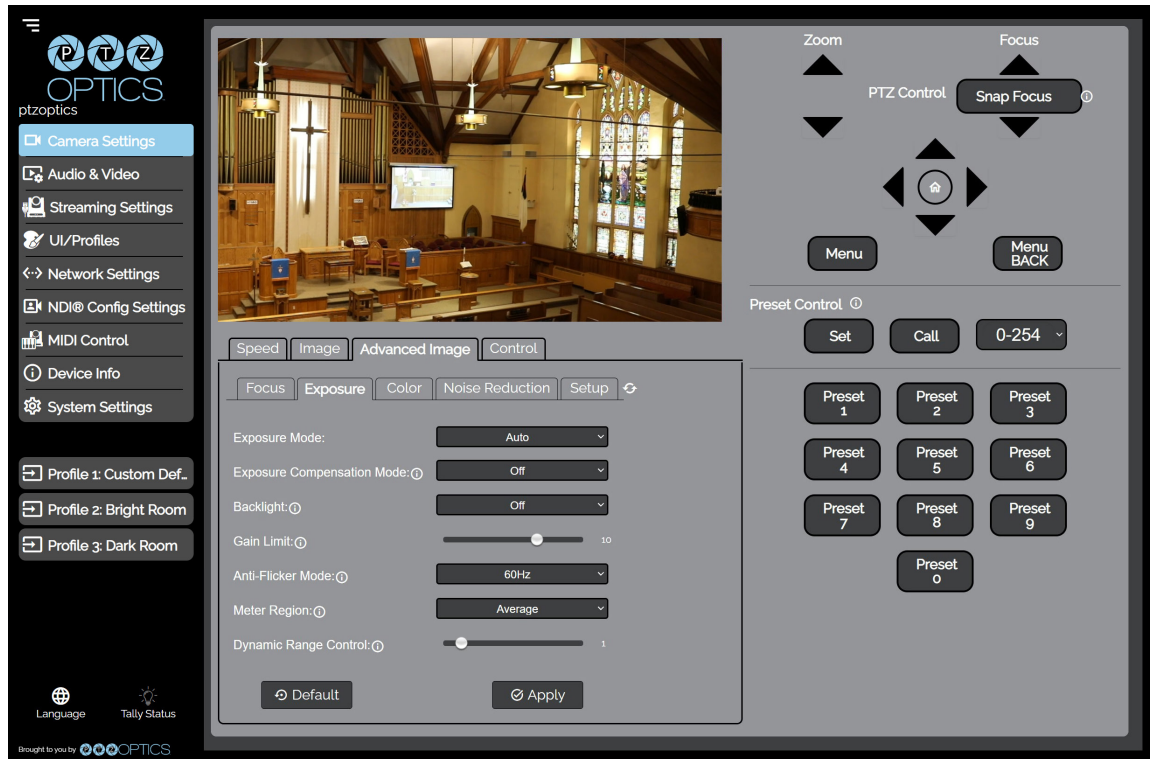 P T Z
OPTICS
ptzoptics
Camera Settings
Audio & Video
Streaming Settings
UI/Profiles
Network Settings
NDI® Config Settings
MIDI Control
Device Info
System Settings
Profile 1: Custom Def...
Profile 2: Bright Room
Profile 3: Dark Room
Language
Tally Status
Brought to you by PTZOPTICS
Speed
Image
Advanced Image
Control
Focus
Exposure
Color
Noise Reduction
Setup
Exposure Mode:
Auto
Exposure Compensation Mode:
Off
Backlight:
Off
Gain Limit:
10
Anti-Flicker Mode:
60Hz
Meter Region:
Average
Dynamic Range Control:
1
Default
Apply
Zoom
Focus
PTZ Control
Snap Focus
Menu
Menu
BACK
Preset Control
Set
Call
0-254
Preset
1
Preset
2
Preset
3
Preset
4
Preset
5
Preset
6
Preset
7
Preset
8
Preset
9
Preset
0